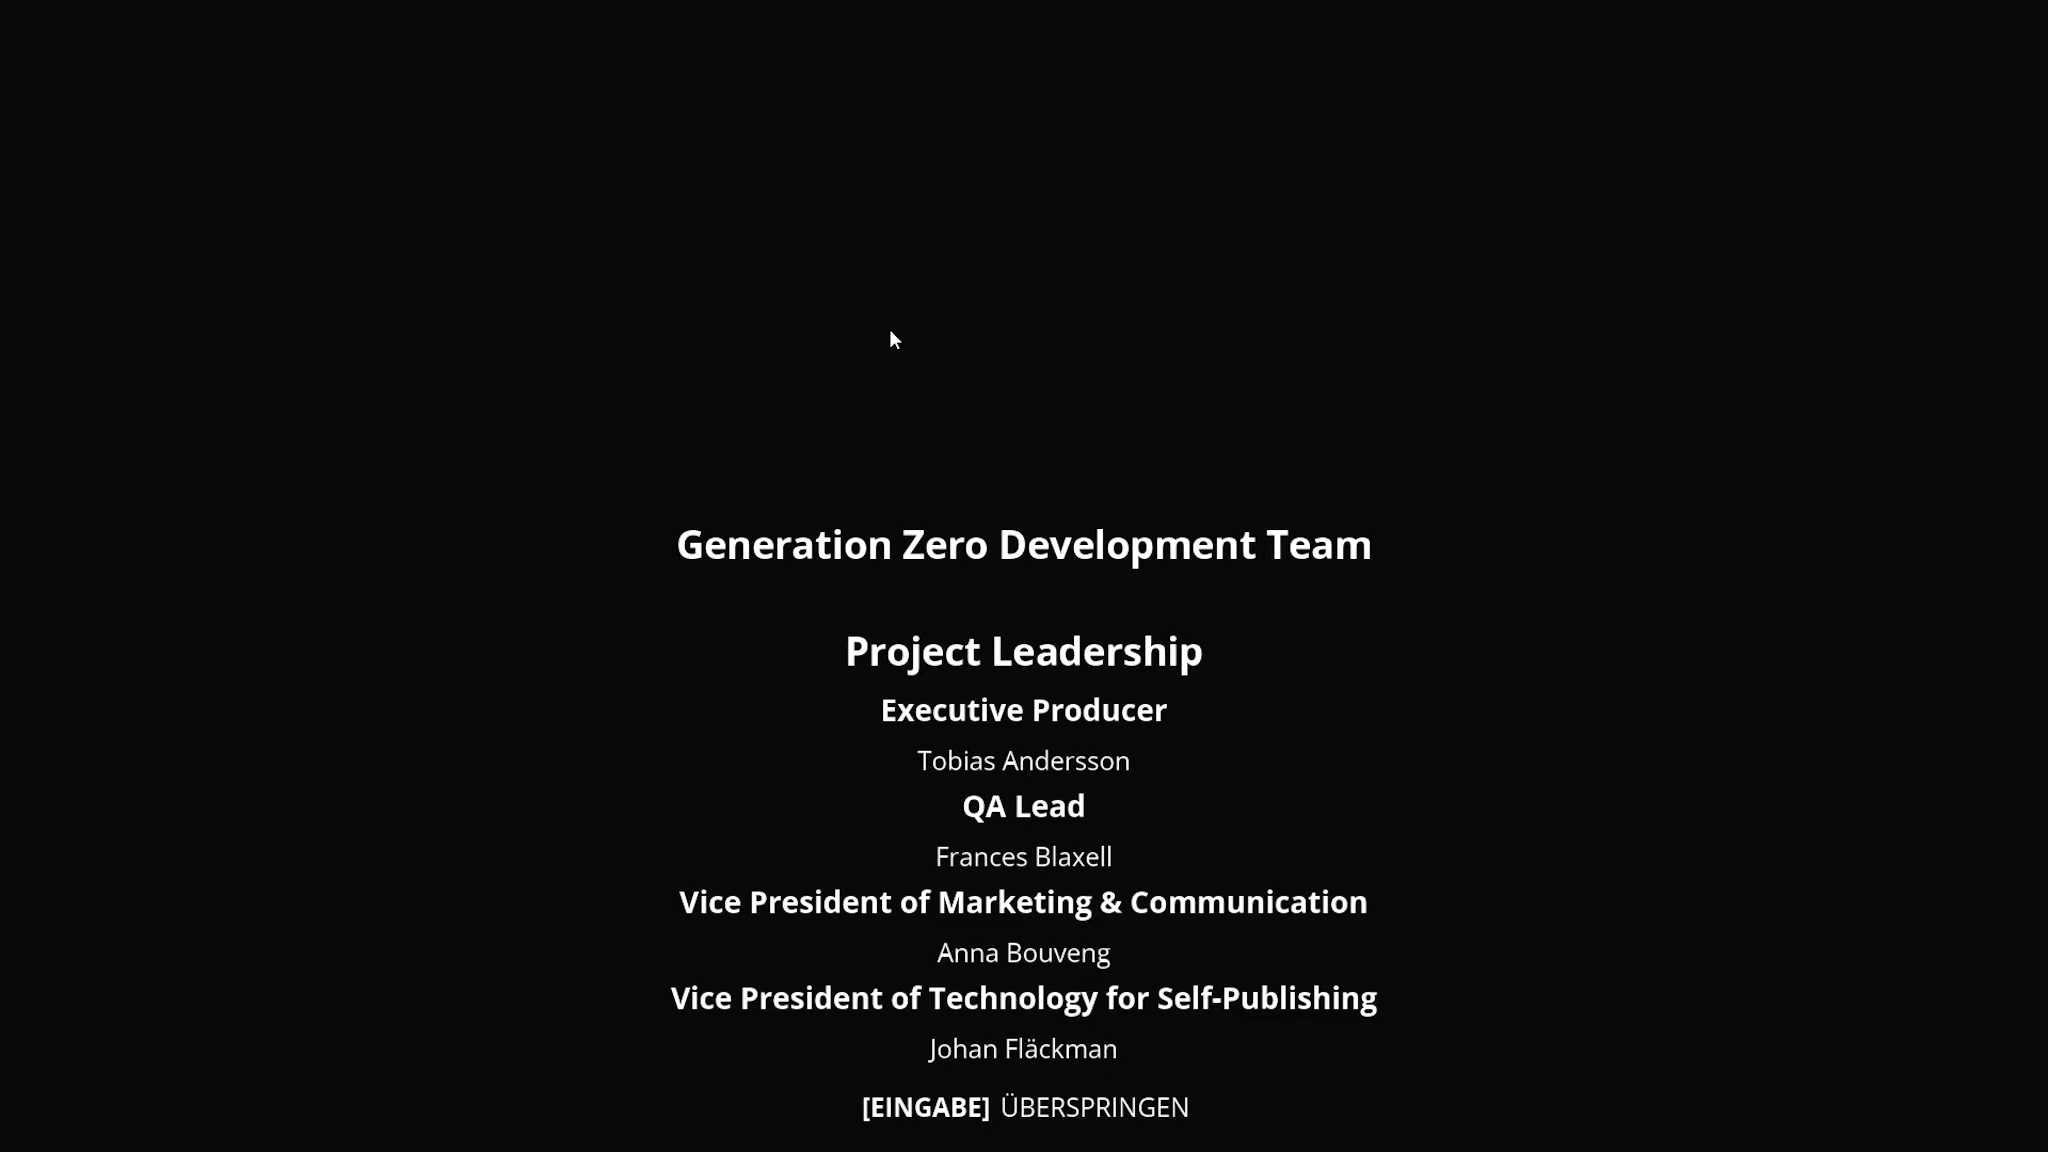 Generation Zero Development Team
Project Leadership
Executive Producer
Tobias Andersson
QA Lead
Frances Blaxell
Vice President of Marketing & Communication
Anna Bouveng
Vice President of Technology for Self-Publishing
Johan Fläckman
[EINGABE] ÜBERSPRINGEN